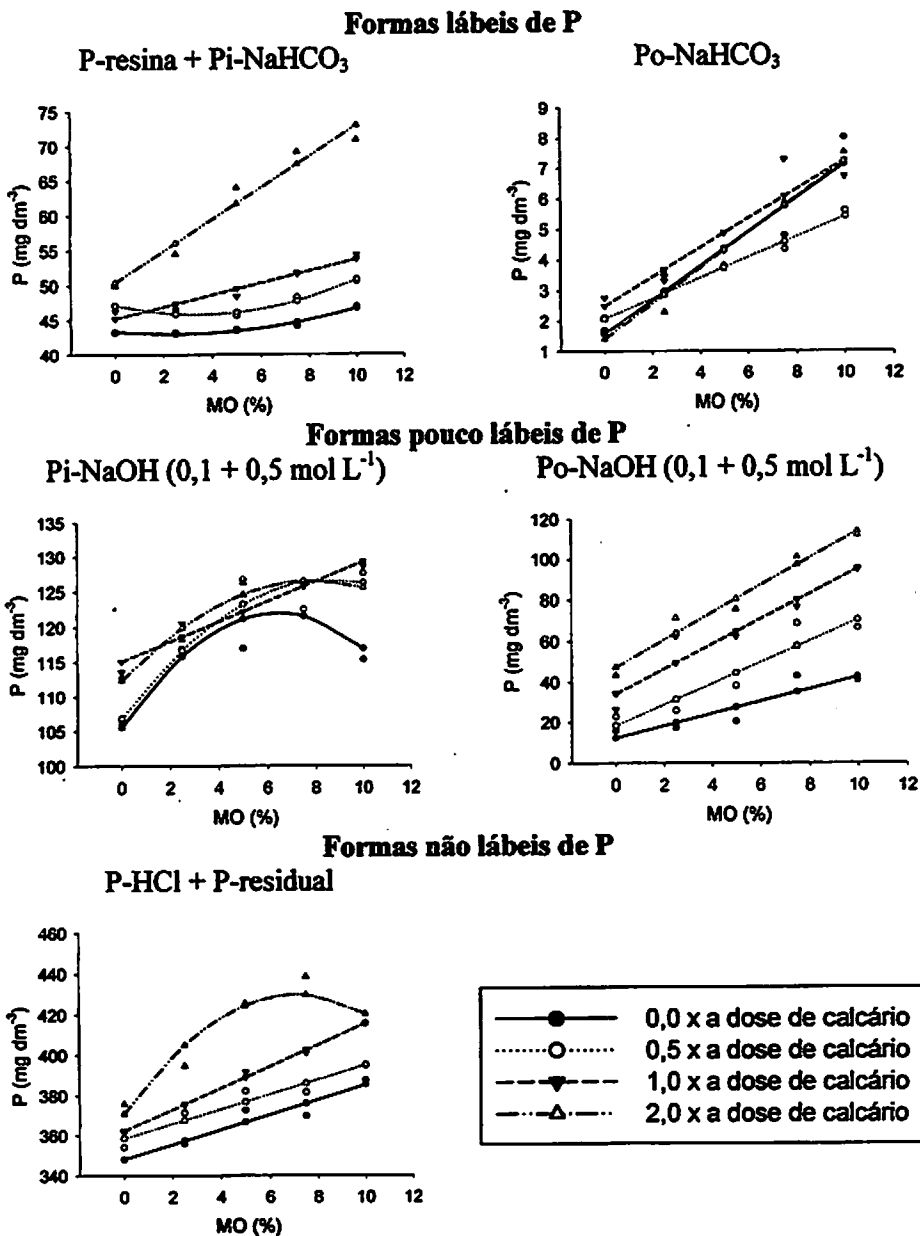 Formas lábeis de P
P-resina + Pi-NaHCO₃
Po-NaHCO₃
75
70
65
60
55
50
45
40
P (mg dm⁻³)
0 2 4 6 8 10 12
MO (%)
9
8
7
6
5
4
3
2
1
P (mg dm⁻³)
0 2 4 6 8 10 12
MO (%)
Formas pouco lábeis de P
Pi-NaOH (0,1 + 0,5 mol L⁻¹)
Po-NaOH (0,1 + 0,5 mol L⁻¹)
135
130
125
120
115
110
105
100
P (mg dm⁻³)
0 2 4 6 8 10 12
MO (%)
120
100
80
60
40
20
0
P (mg dm⁻³)
0 2 4 6 8 10 12
MO (%)
Formas não lábeis de P
P-HCl + P-residual
460
440
420
400
380
360
340
P (mg dm⁻³)
0 2 4 6 8 10 12
MO (%)
0,0 x a dose de calcário
0,5 x a dose de calcário
1,0 x a dose de calcário
2,0 x a dose de calcário